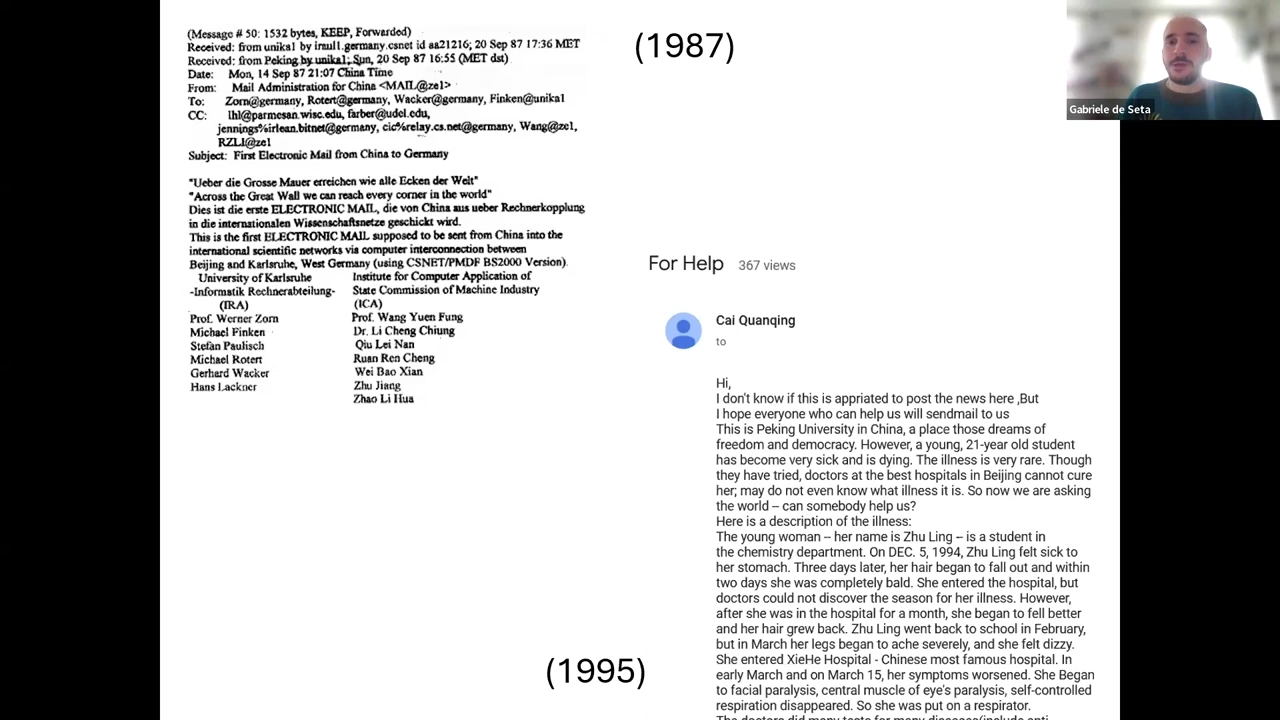 (Message # 50: 1532 bytes, KEEP, Forwarded)
Received: from unika1 by iraul1.germany.csnet id aa21216; 20 Sep 87 17:36 MET
Received: from Peking by unika1; Sun, 20 Sep 87 16:55 (MET dst)
Date: Mon, 14 Sep 87 21:07 China Time
From: Mail Administration for China <MAIL@ze1>
To: Zorn@germany, Rotert@germany, Wacker@germany, Finken@unika1
CC: lhl@parmesan.wisc.edu, farber@udel.edu,
jennings%irlean.bitnet@germany, cic%relay.cs.net@germany, Wang@ze1,
RZLI@ze1
Subject: First Electronic Mail from China to Germany
"Ueber die Grosse Mauer erreichen wie alle Ecken der Welt"
"Across the Great Wall we can reach every corner in the world"
Dies ist die erste ELECTRONIC MAIL, die von China aus ueber Rechnerkopplung
in die internationalen Wissenschaftsnetze geschickt wird.
This is the first ELECTRONIC MAIL supposed to be sent from China into the
international scientific networks via computer interconnection between
Beijing and Karlsruhe, West Germany (using CSNET/PMDF BS2000 Version).
University of Karlsruhe Institute for Computer Application of
-Informatik Rechnerabteilung- State Commission of Machine Industry
(IRA) (ICA)
Prof. Werner Zorn Prof. Wang Yuen Fung
Michael Finken Dr. Li Cheng Chiung
Stefan Paulisch Qiu Lei Nan
Michael Rotert Ruan Ren Cheng
Gerhard Wacker Wei Bao Xian
Hans Lackner Zhu Jiang
Zhao Li Hua
(1987)
Gabriele de Seta
For Help 367 views
Cai Quanqing
to
Hi,
I don't know if this is appriated to post the news here ,But
I hope everyone who can help us will sendmail to us
This is Peking University in China, a place those dreams of
freedom and democracy. However, a young, 21-year old student
has become very sick and is dying. The illness is very rare. Though
they have tried, doctors at the best hospitals in Beijing cannot cure
her; may do not even know what illness it is. So now we are asking
the world -- can somebody help us?
Here is a description of the illness:
The young woman -- her name is Zhu Ling -- is a student in
the chemistry department. On DEC. 5, 1994, Zhu Ling felt sick to
her stomach. Three days later, her hair began to fall out and within
two days she was completely bald. She entered the hospital, but
doctors could not discover the season for her illness. However,
after she was in the hospital for a month, she began to fell better
and her hair grew back. Zhu Ling went back to school in February,
but in March her legs began to ache severely, and she felt dizzy.
She entered XieHe Hospital - Chinese most famous hospital. In
early March and on March 15, her symptoms worsened. She Began
to facial paralysis, central muscle of eye's paralysis, self-controlled
respiration disappeared. So she was put on a respirator.
The doctors did many tests for many diseases(include anti-
(1995)